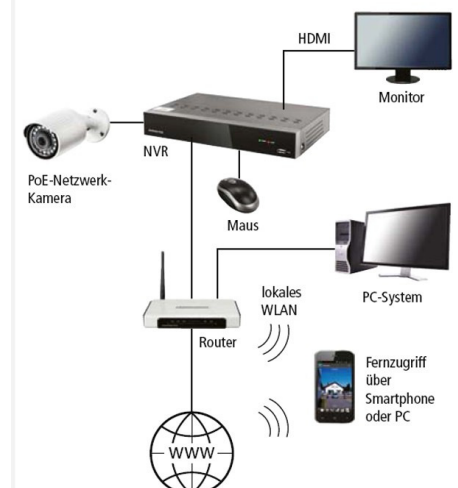 HDMI
Monitor
NVR
PoE-Netzwerk-
Kamera
Maus
PC-System
lokales
WLAN
Router
Fernzugriff
über
Smartphone
oder PC
WWW